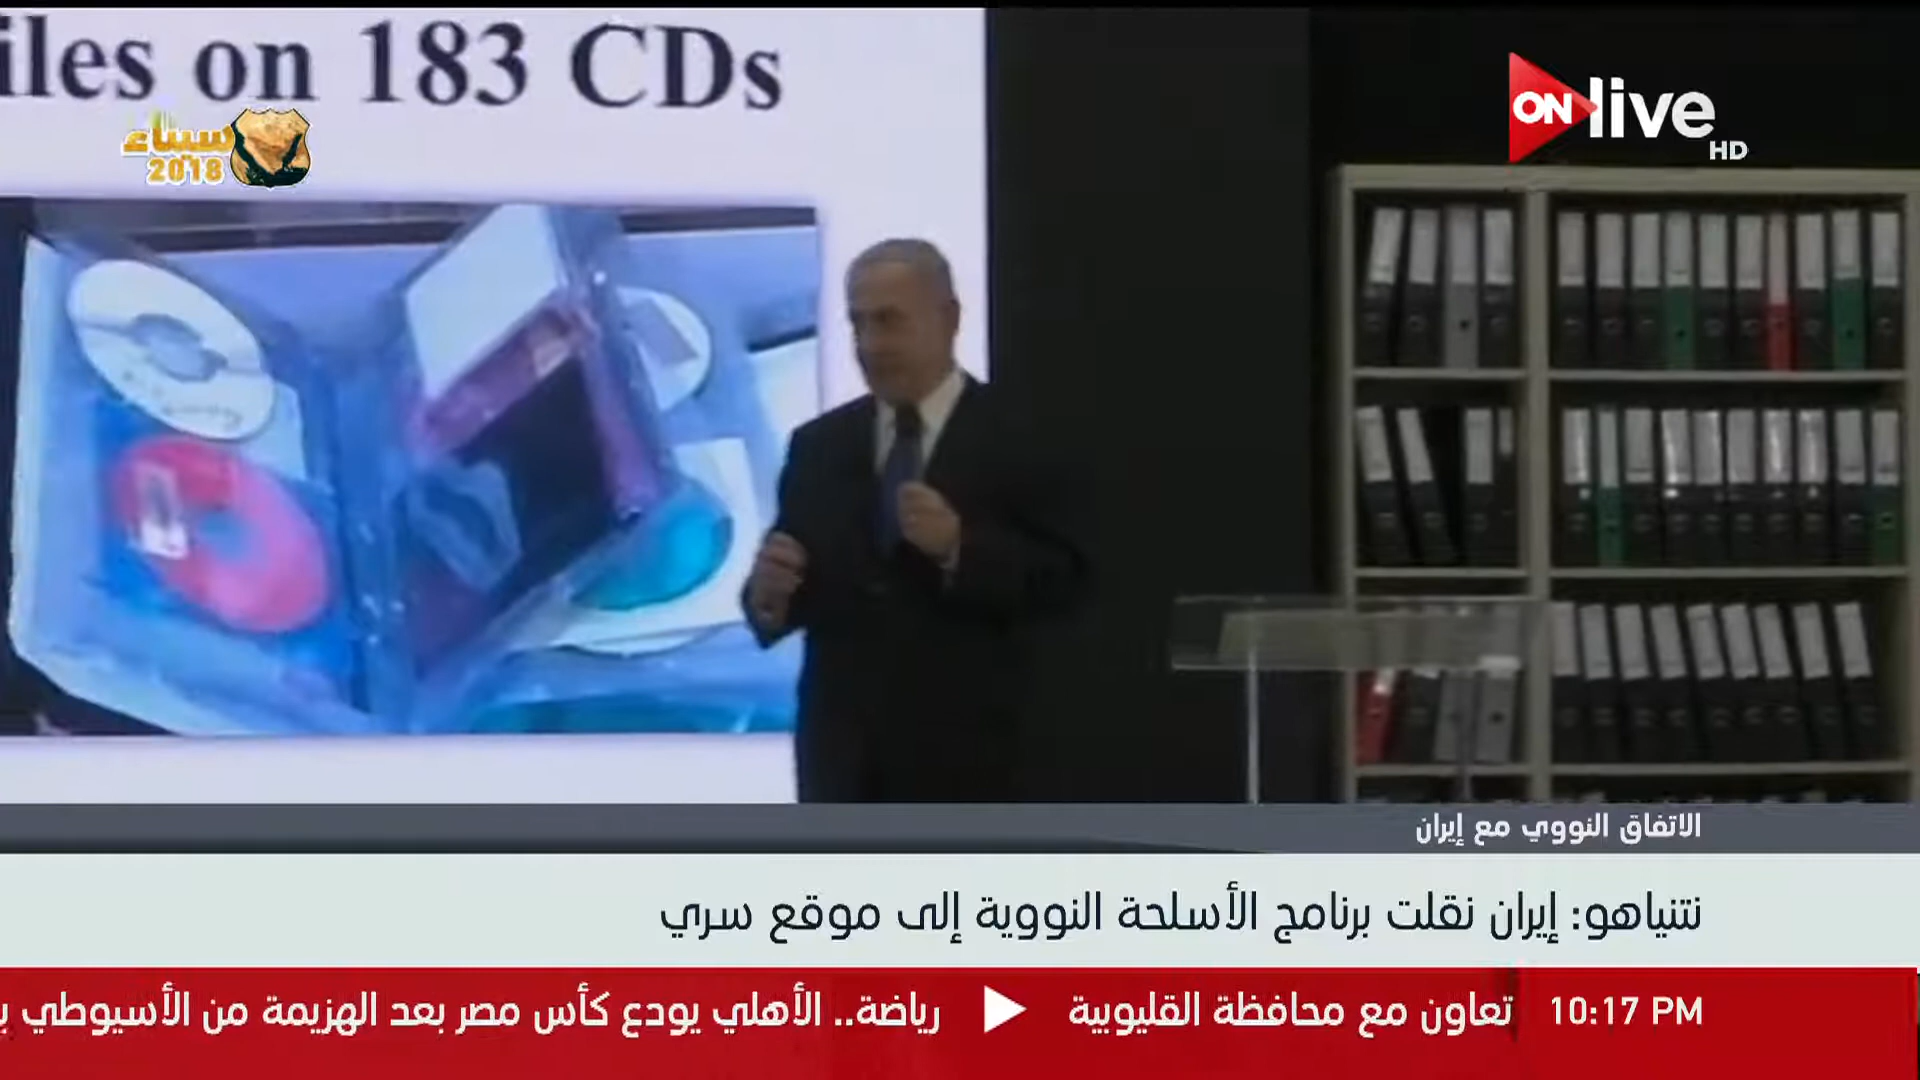 iles on 183 CDs
سيناء
2018
ON live
HD
الاتفاق النووي مع إيران
نتنياهو: إيران نقلت برنامج الأسلحة النووية إلى موقع سري
10:17 PM
تعاون مع محافظة القليوبية ◀ رياضة.. الأهلي يودع كأس مصر بعد الهزيمة من الأسيوطي